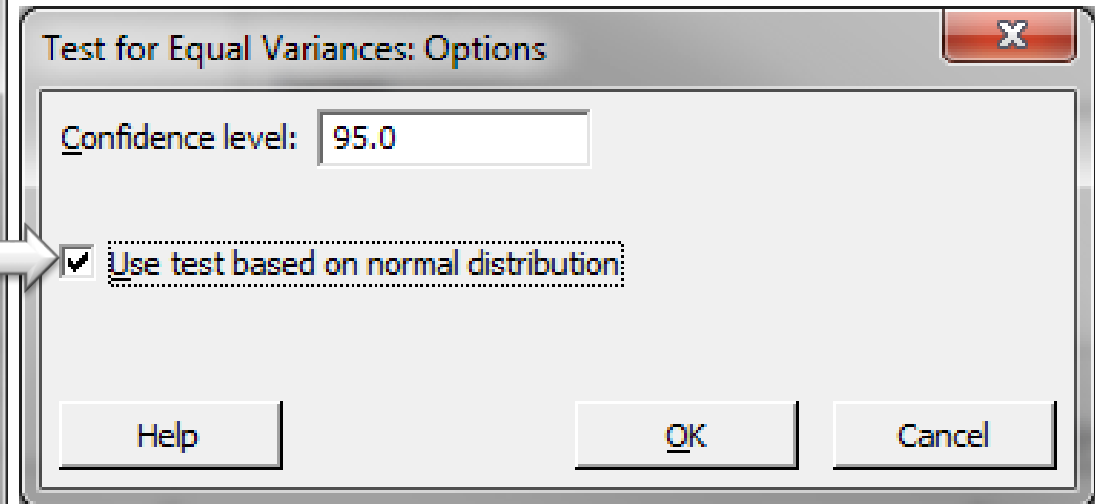 Test for Equal Variances: Options
Confidence level: 95.0
Use test based on normal distribution
Help OK Cancel